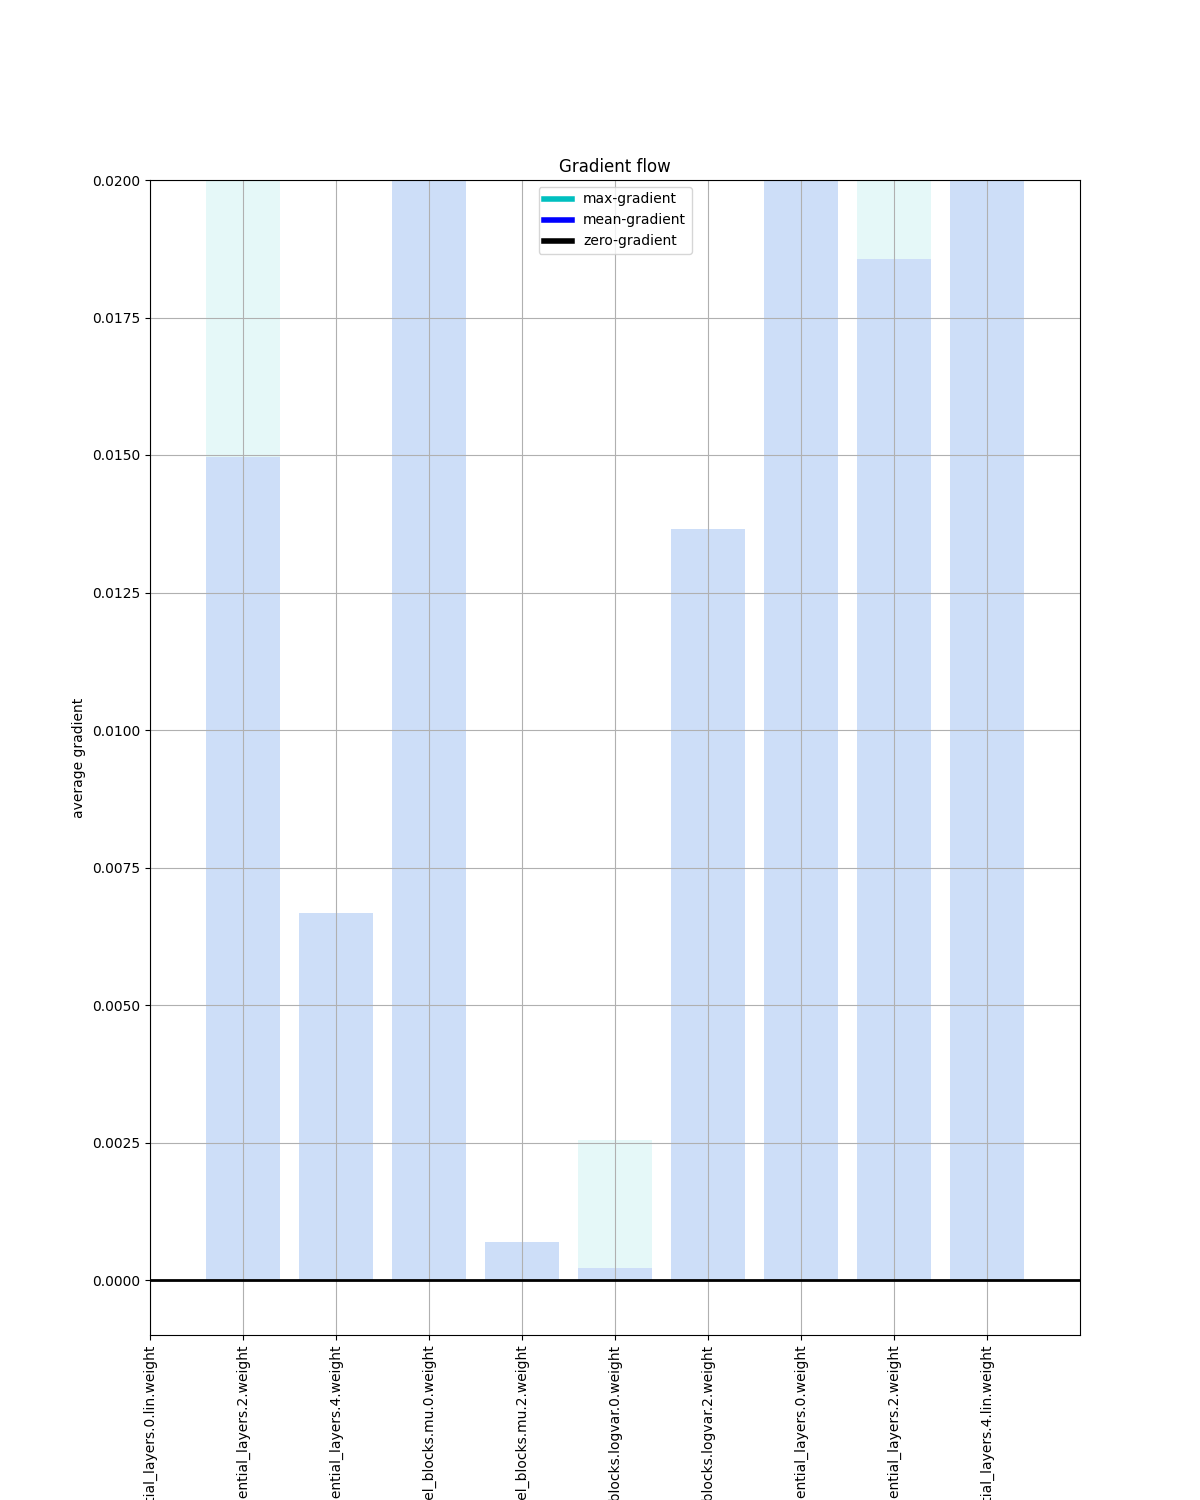 Gradient flow
max-gradient
mean-gradient
zero-gradient
0.0200
0.0175
0.0150
0.0125
0.0100
0.0075
0.0050
0.0025
0.0000
average gradient
tial_layers.0.lin.weight
ential_layers.2.weight
ential_layers.4.weight
el_blocks.mu.0.weight
el_blocks.mu.2.weight
blocks.logvar.0.weight
blocks.logvar.2.weight
ential_layers.0.weight
ential_layers.2.weight
tial_layers.4.lin.weight